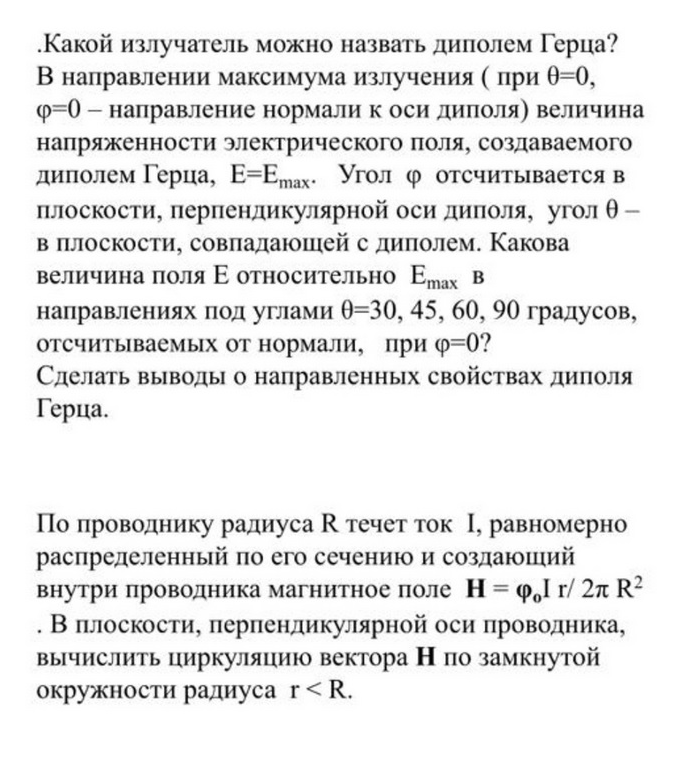 .Какой излучатель можно назвать диполем Герца?
В направлении максимума излучения ( при θ=0,
φ=0 – направление нормали к оси диполя) величина
напряженности электрического поля, создаваемого
диполем Герца, E=Emax. Угол φ отсчитывается в
плоскости, перпендикулярной оси диполя, угол θ –
в плоскости, совпадающей с диполем. Какова
величина поля E относительно Emax в
направлениях под углами θ=30, 45, 60, 90 градусов,
отсчитываемых от нормали, при φ=0?
Сделать выводы о направленных свойствах диполя
Герца.
По проводнику радиуса R течет ток I, равномерно
распределенный по его сечению и создающий
внутри проводника магнитное поле H = φ₀I r/ 2π R²
. В плоскости, перпендикулярной оси проводника,
вычислить циркуляцию вектора H по замкнутой
окружности радиуса r < R.